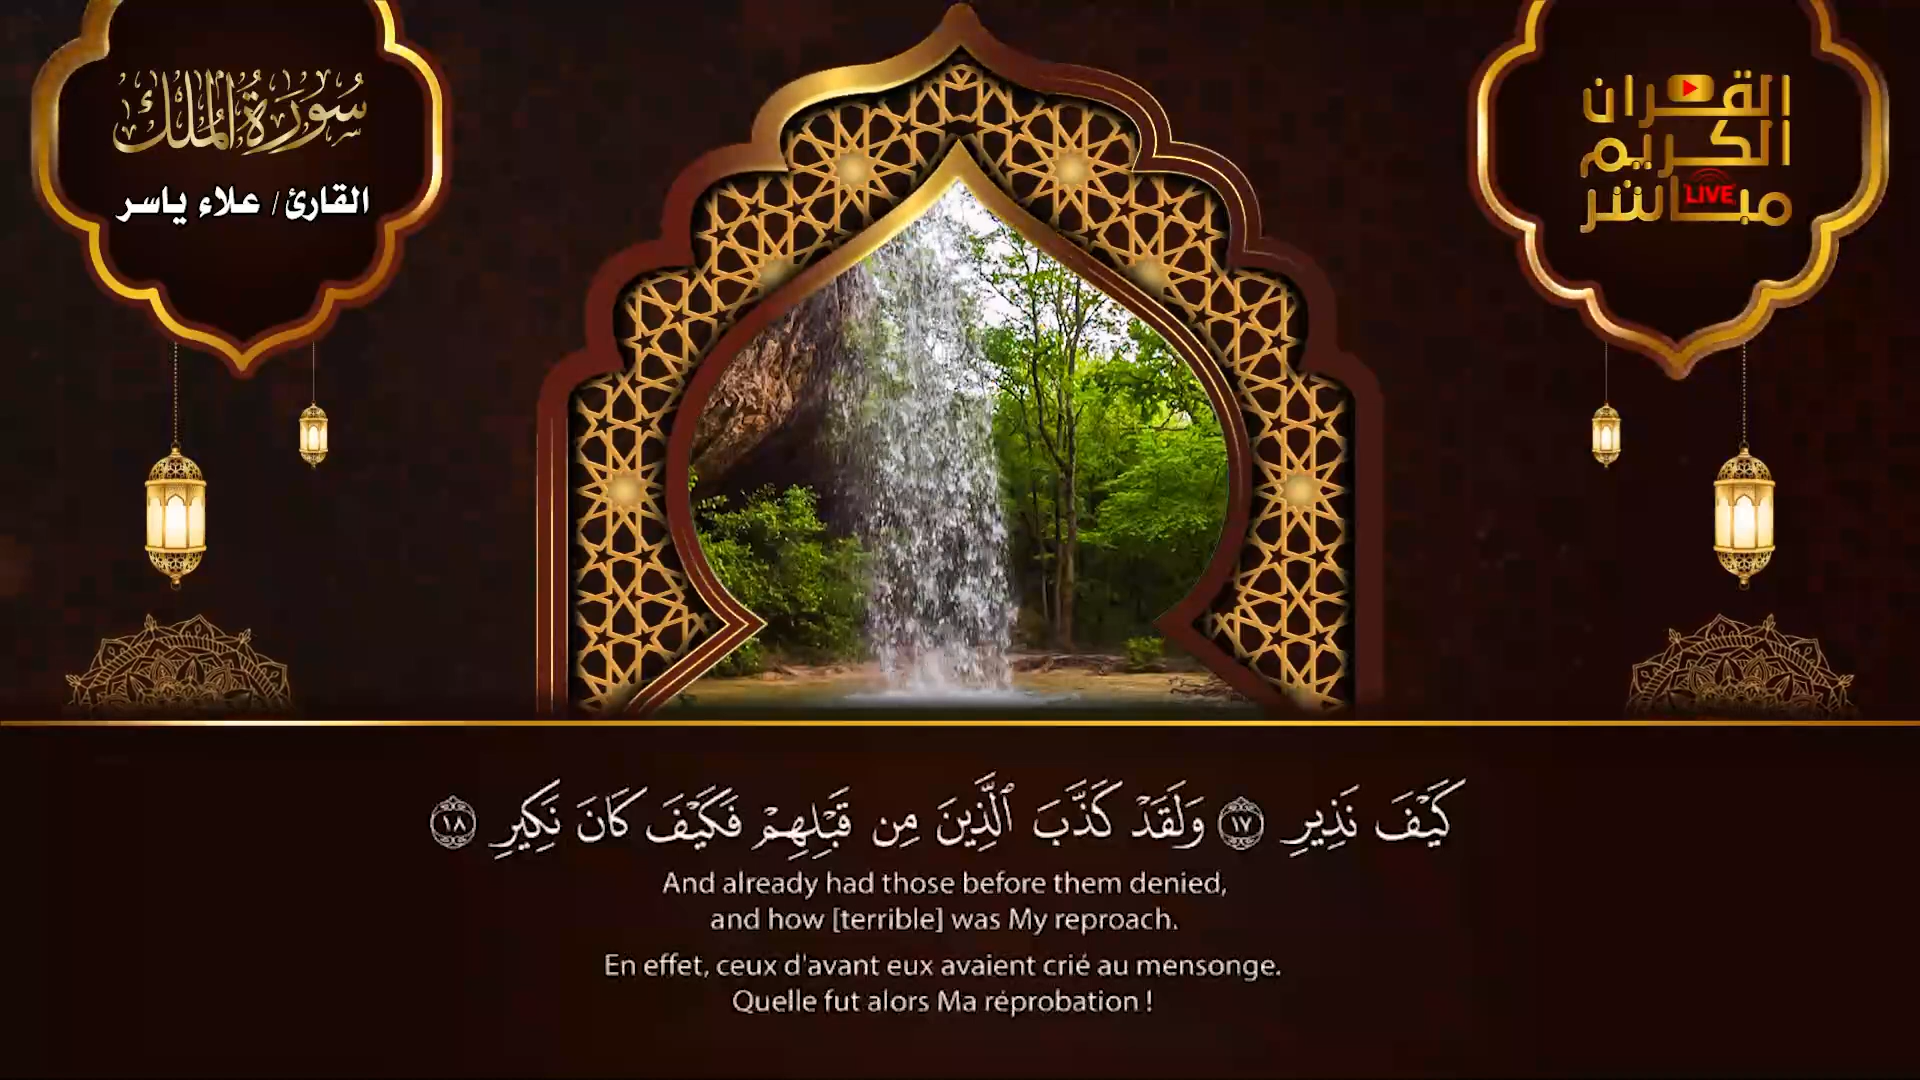 سُورَةُ المُلْك
القارئ / علاء ياسر
القرآن
الكريم
مباشر
LIVE
كَيْفَ نَذِيرِ ١٧ وَلَقَدْ كَذَّبَ ٱلَّذِينَ مِن قَبْلِهِمْ فَكَيْفَ كَانَ نَكِيرِ ١٨
And already had those before them denied,
and how [terrible] was My reproach.
En effet, ceux d'avant eux avaient crié au mensonge.
Quelle fut alors Ma réprobation !